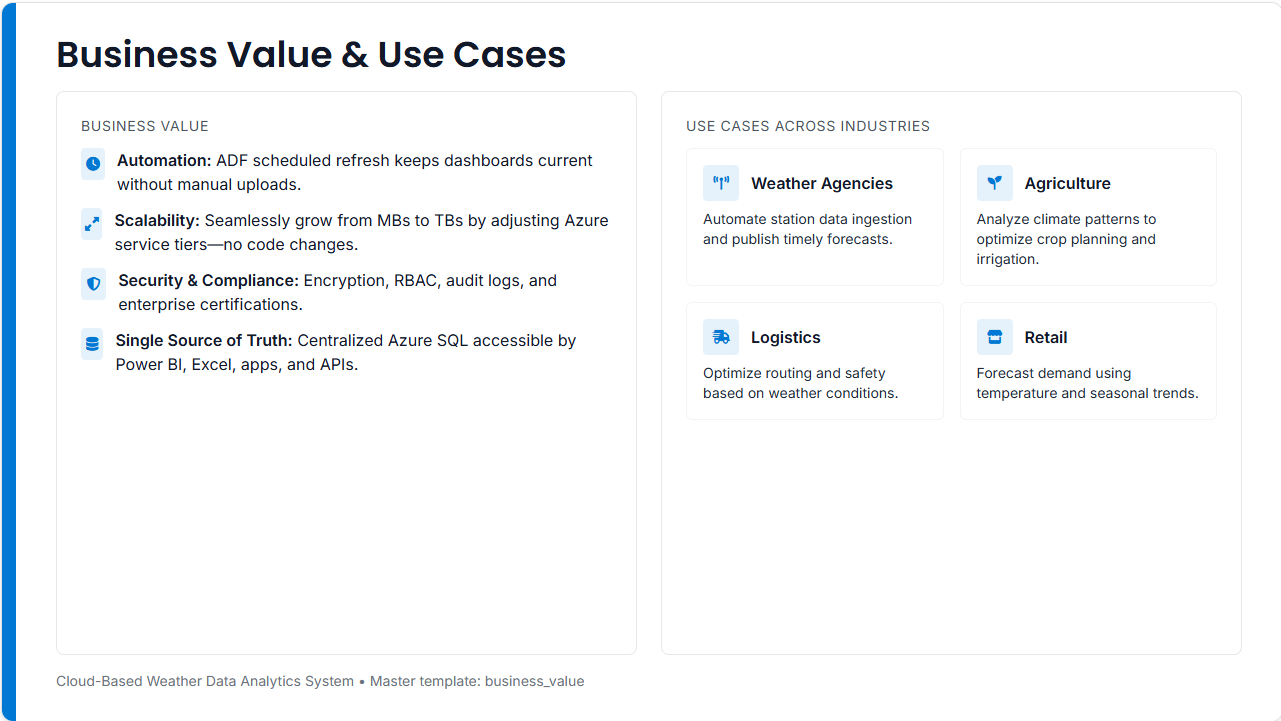 Business Value & Use Cases
BUSINESS VALUE
Automation: ADF scheduled refresh keeps dashboards current
without manual uploads.
Scalability: Seamlessly grow from MBs to TBs by adjusting Azure
service tiers—no code changes.
Security & Compliance: Encryption, RBAC, audit logs, and
enterprise certifications.
Single Source of Truth: Centralized Azure SQL accessible by
Power BI, Excel, apps, and APIs.
USE CASES ACROSS INDUSTRIES
Weather Agencies
Automate station data ingestion
and publish timely forecasts.
Agriculture
Analyze climate patterns to
optimize crop planning and
irrigation.
Logistics
Optimize routing and safety
based on weather conditions.
Retail
Forecast demand using
temperature and seasonal trends.
Cloud-Based Weather Data Analytics System • Master template: business_value